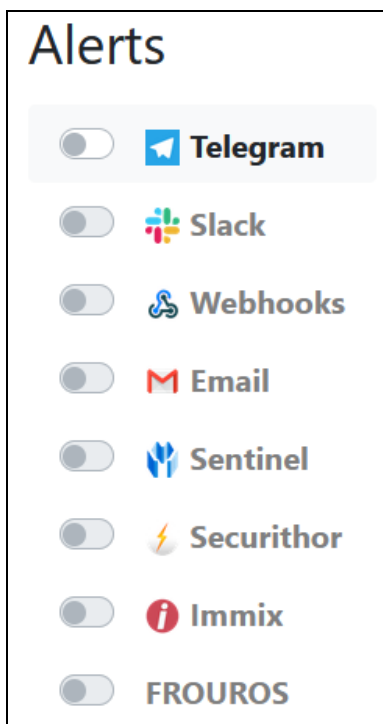 Alerts
Telegram
Slack
Webhooks
Email
Sentinel
Securithor
Immix
FROUROS